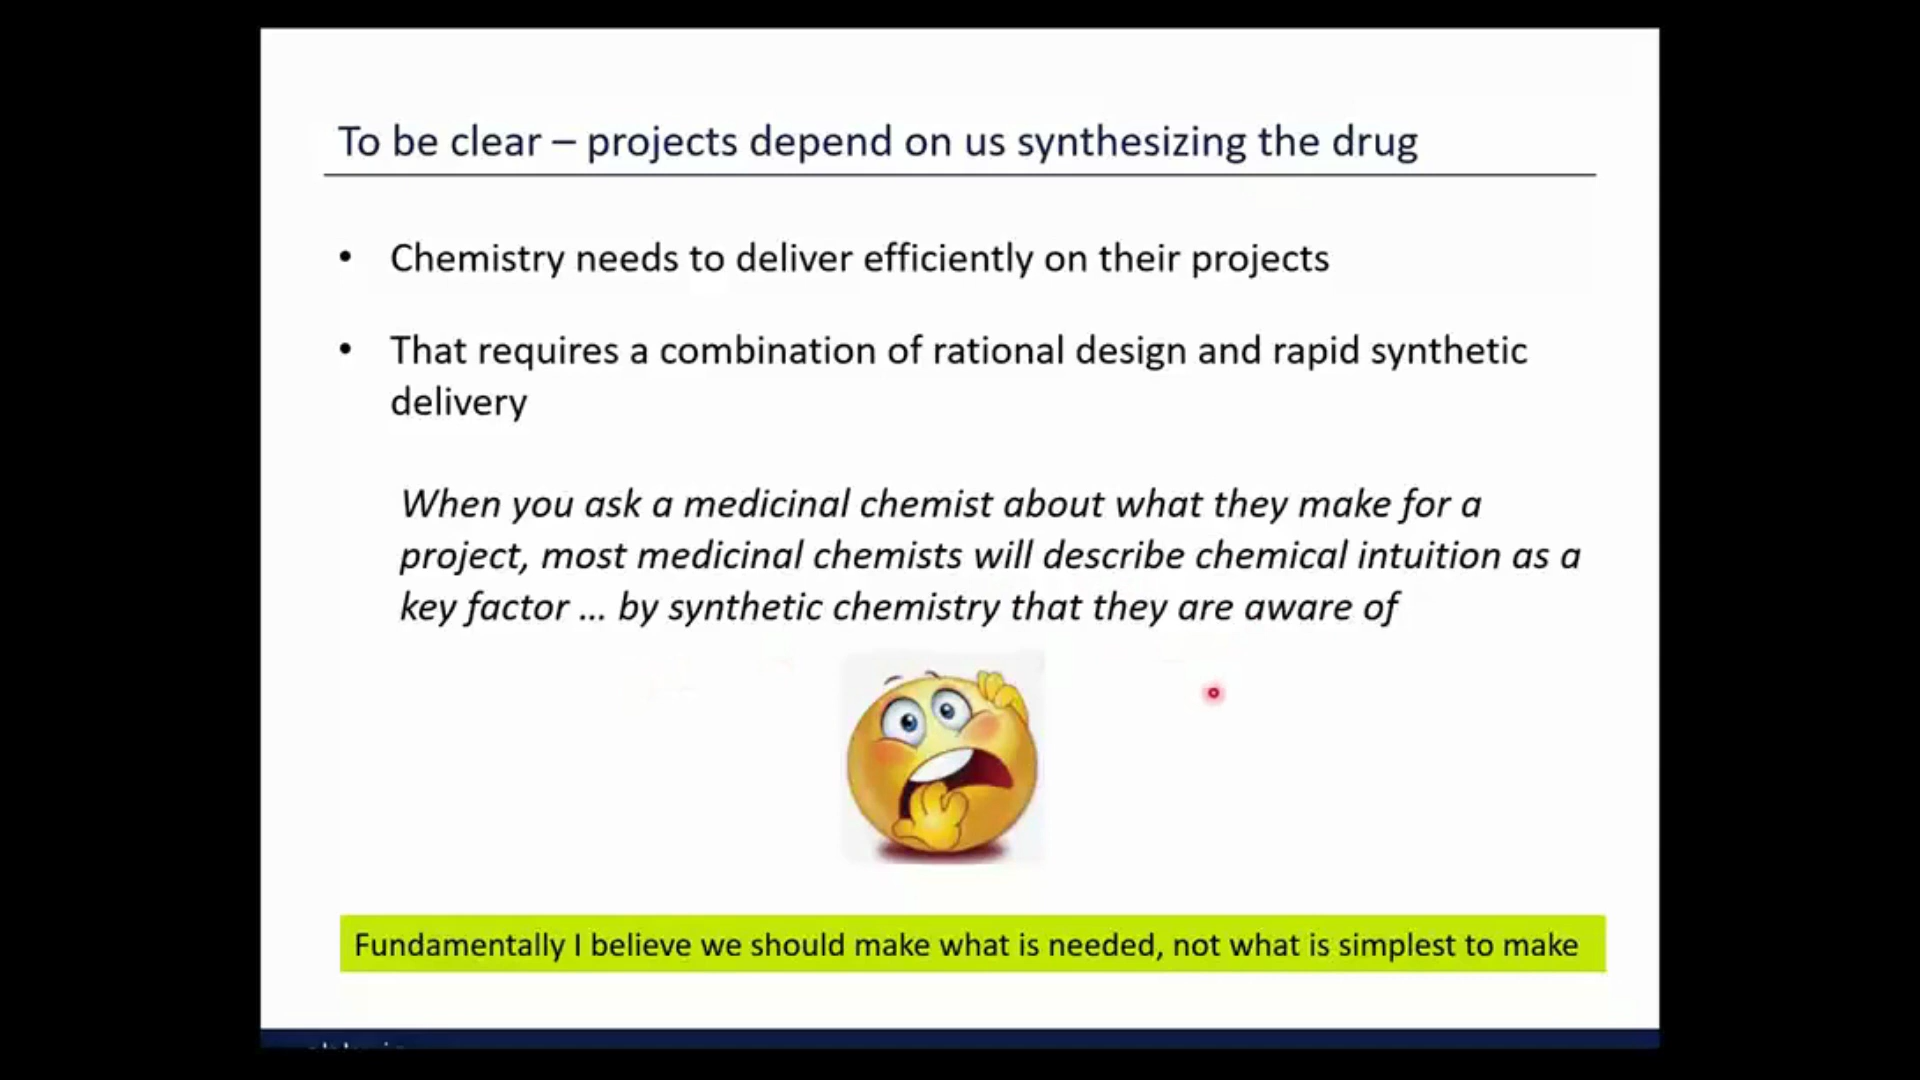 To be clear – projects depend on us synthesizing the drug
• Chemistry needs to deliver efficiently on their projects
• That requires a combination of rational design and rapid synthetic
delivery
When you ask a medicinal chemist about what they make for a
project, most medicinal chemists will describe chemical intuition as a
key factor ... by synthetic chemistry that they are aware of
Fundamentally I believe we should make what is needed, not what is simplest to make